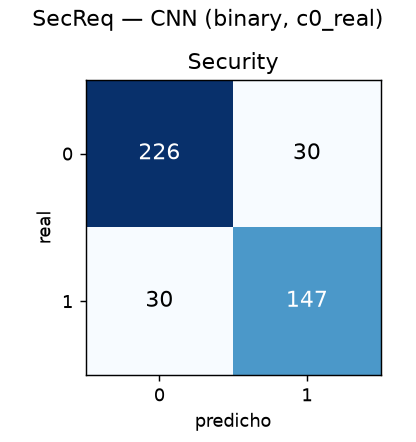 SecReq — CNN (binary, c0_real)
Security
0 226 30
real
1 30 147
0 1
predicho